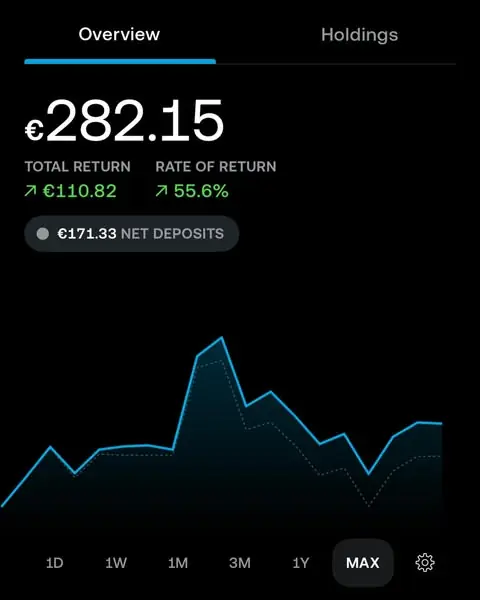 Overview Holdings
€282.15
TOTAL RETURN RATE OF RETURN
↗ €110.82 ↗ 55.6%
€171.33 NET DEPOSITS
1D 1W 1M 3M 1Y MAX